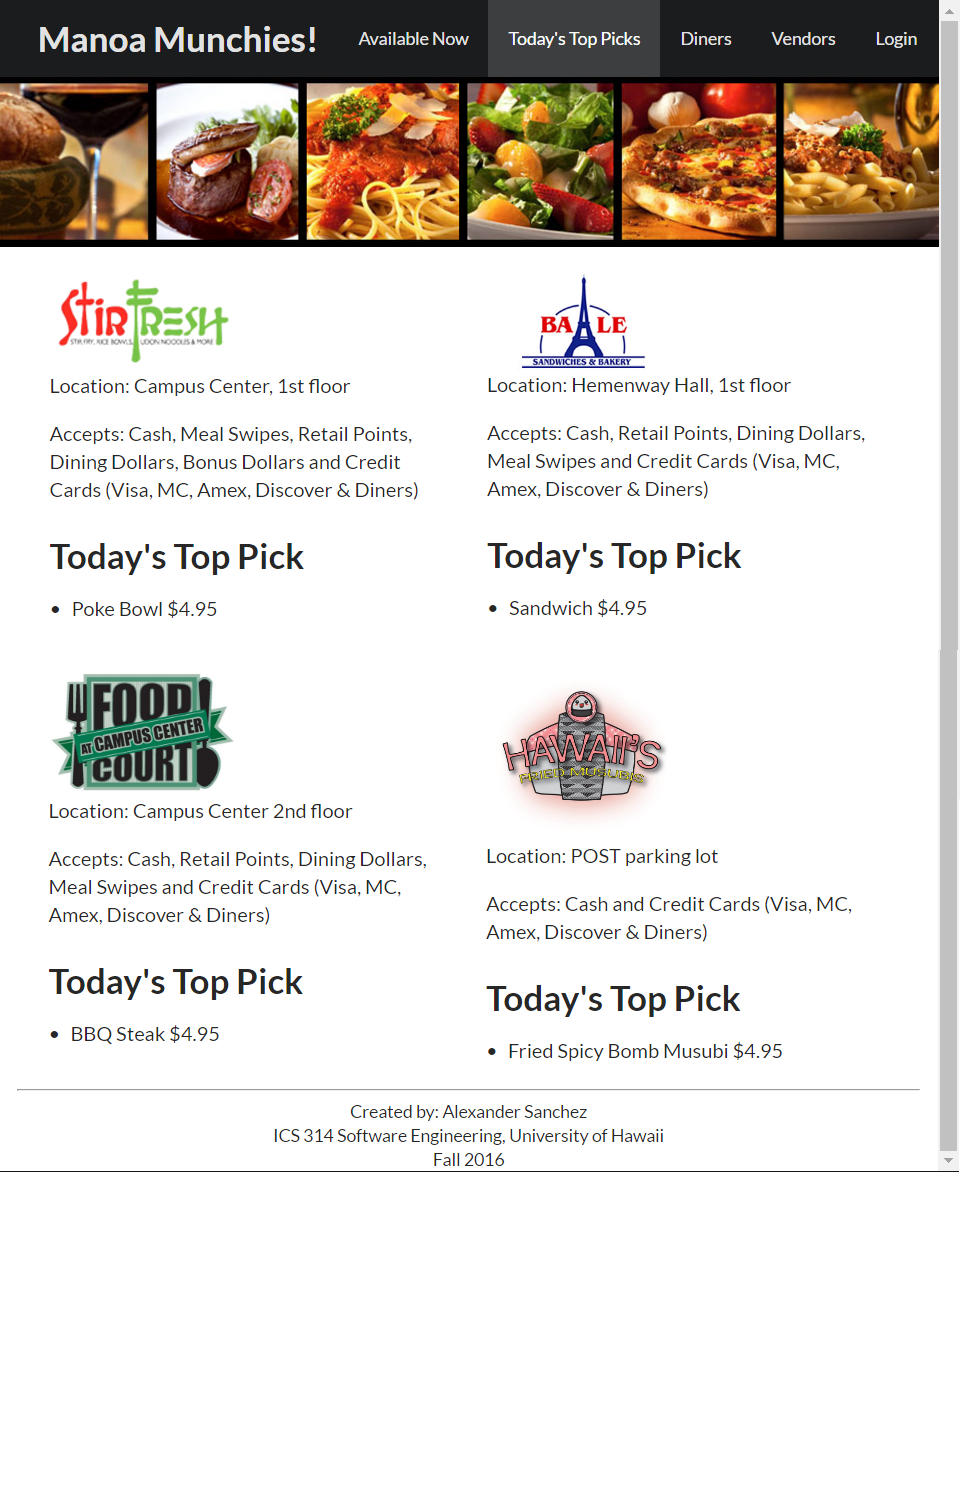 Manoa Munchies!
Available Now
Today's Top Picks
Diners
Vendors
Login
STIR FRESH
STIR FRY, RICE BOWLS, UDON NOODLES & MORE
Location: Campus Center, 1st floor
Accepts: Cash, Meal Swipes, Retail Points,
Dining Dollars, Bonus Dollars and Credit
Cards (Visa, MC, Amex, Discover & Diners)
Today's Top Pick
• Poke Bowl $4.95
BA LE
SANDWICHES & BAKERY
Location: Hemenway Hall, 1st floor
Accepts: Cash, Retail Points, Dining Dollars,
Meal Swipes and Credit Cards (Visa, MC,
Amex, Discover & Diners)
Today's Top Pick
• Sandwich $4.95
FOOD
AT CAMPUS CENTER
COURT
Location: Campus Center 2nd floor
Accepts: Cash, Retail Points, Dining Dollars,
Meal Swipes and Credit Cards (Visa, MC,
Amex, Discover & Diners)
Today's Top Pick
• BBQ Steak $4.95
HAWAII'S
FRIED MUSUBIS
Location: POST parking lot
Accepts: Cash and Credit Cards (Visa, MC,
Amex, Discover & Diners)
Today's Top Pick
• Fried Spicy Bomb Musubi $4.95
Created by: Alexander Sanchez
ICS 314 Software Engineering, University of Hawaii
Fall 2016